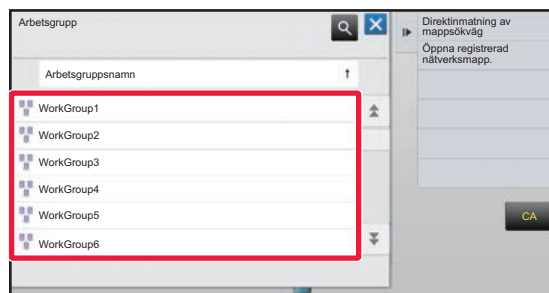 Arbetsgrupp
Arbetsgruppsnamn
WorkGroup1
WorkGroup2
WorkGroup3
WorkGroup4
WorkGroup5
WorkGroup6
Direktinmatning av
mappsökväg
Öppna registrerad
nätverksmapp.
CA